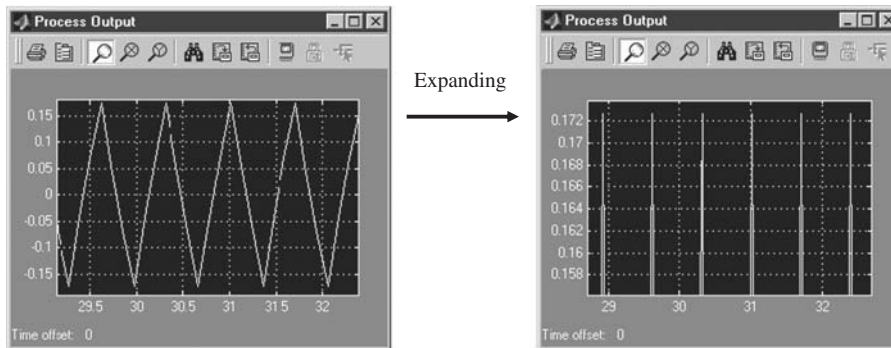 Process Output
0.15
0.1
0.05
0
-0.05
-0.1
-0.15
29.5 30 30.5 31 31.5 32
Time offset: 0
Expanding
Process Output
0.172
0.17
0.168
0.166
0.164
0.162
0.16
0.158
29 30 31 32
Time offset: 0